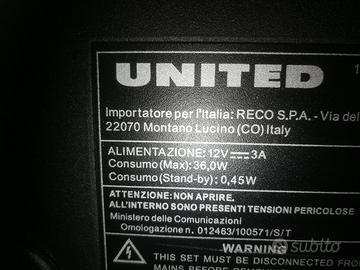 UNITED
Importatore per l'Italia: RECO S.P.A. - Via del
22070 Montano Lucino (CO) Italy
ALIMENTAZIONE: 12V 3A
Consumo(Max): 36,0W
Consumo(Stand-by) : 0,45W
ATTENZIONE: NON APRIRE.
ALL'INTERNO SONO PRESENTI TENSIONI PERICOLOSE
Ministero delle Comunicazioni
Omologazione n. 012463/100571/S/T
WARNING
THIS SET MUST BE DISCONNECTED FRO
MAINS BEFORE REMOVING
subito